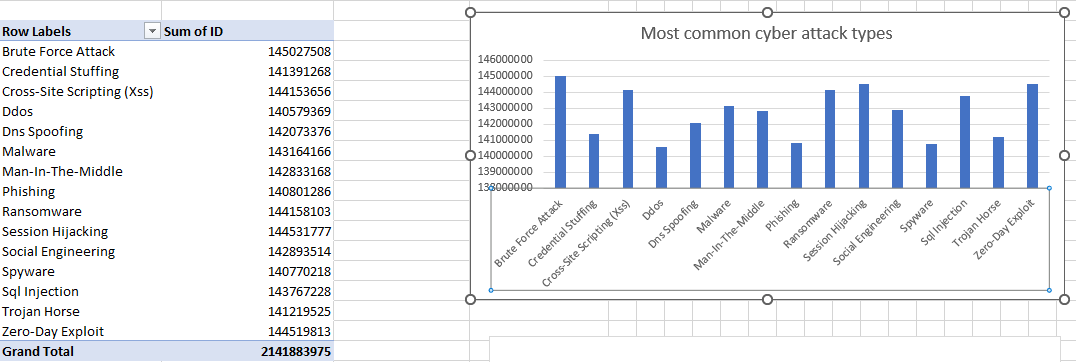 Row Labels Sum of ID
Brute Force Attack 145027508
Credential Stuffing 141391268
Cross-Site Scripting (Xss) 144153656
Ddos 140579369
Dns Spoofing 142073376
Malware 143164166
Man-In-The-Middle 142833168
Phishing 140801286
Ransomware 144158103
Session Hijacking 144531777
Social Engineering 142893514
Spyware 140770218
Sql Injection 143767228
Trojan Horse 141219525
Zero-Day Exploit 144519813
Grand Total 2141883975
Most common cyber attack types
146000000
145000000
144000000
143000000
142000000
141000000
140000000
139000000
138000000
Brute Force Attack
Credential Stuffing
Cross-Site Scripting (Xss)
Ddos
Dns Spoofing
Malware
Man-In-The-Middle
Phishing
Ransomware
Session Hijacking
Social Engineering
Spyware
Sql Injection
Trojan Horse
Zero-Day Exploit